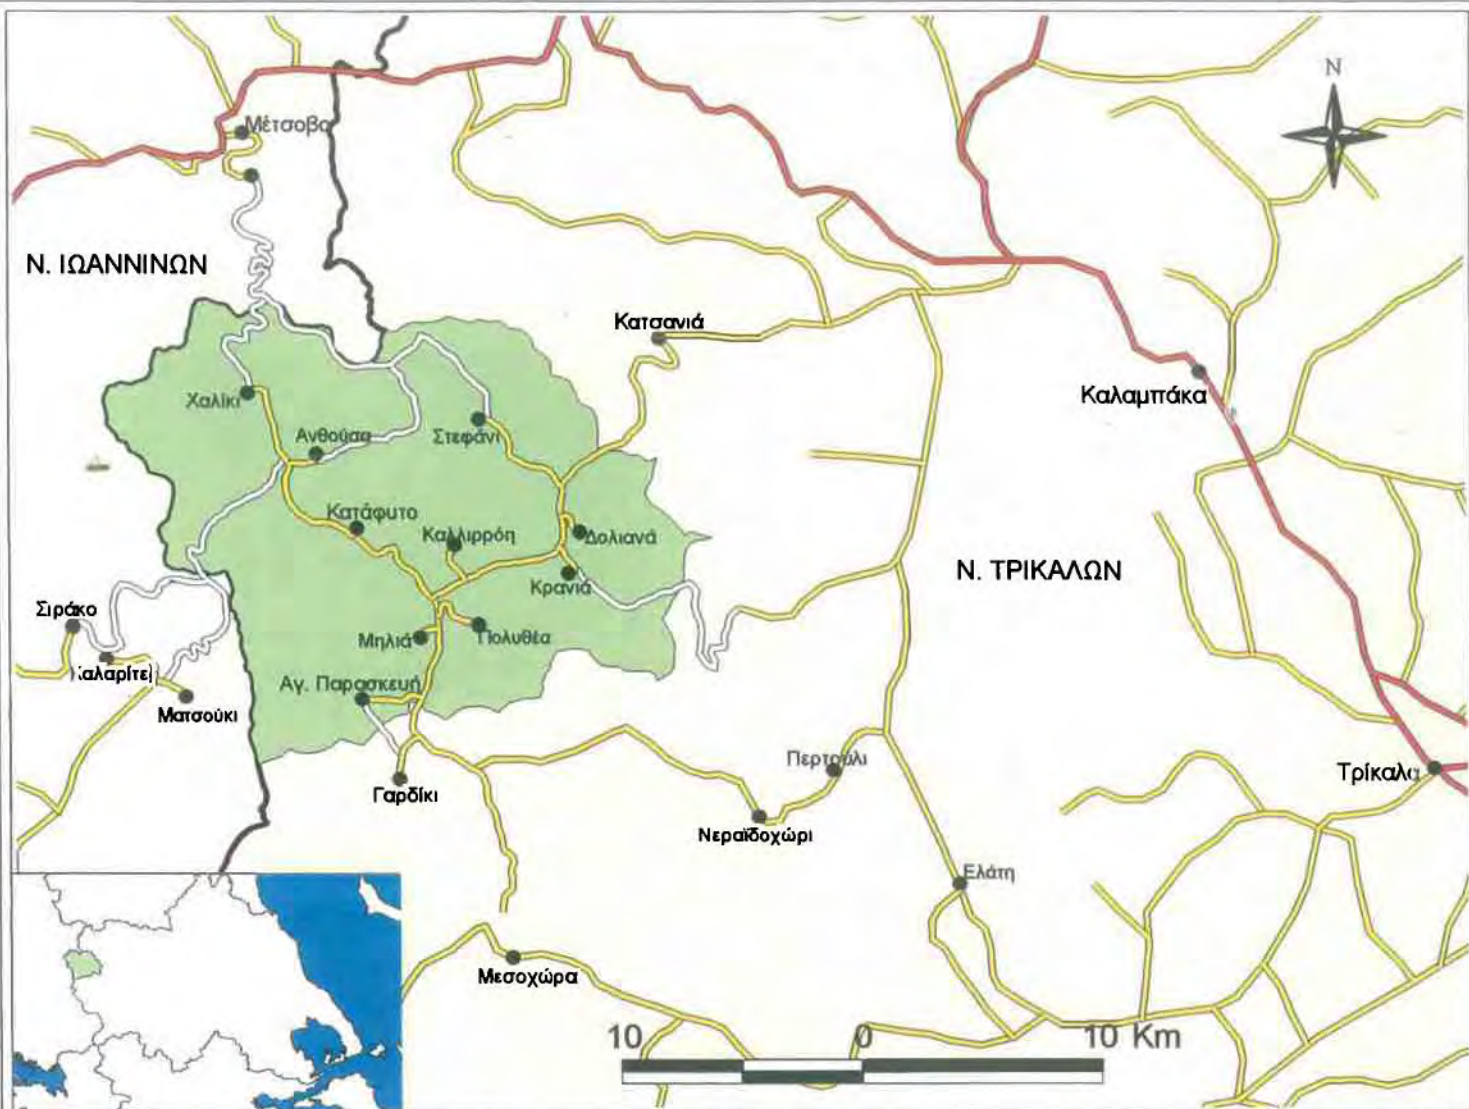 N
Μέτσοβο
Ν. ΙΩΑΝΝΙΝΩΝ
Κατσανιά
Καλαμπάκα
Χαλίκι
Ανθούσα
Στεφάνι
Κατάφυτο
Καλλιρρόη
Δολιανά
Κρανιά
Ν. ΤΡΙΚΑΛΩΝ
Σιράκο
Μηλιά
Πολυθέα
Αγ. Παρασκευή
Ματσούκι
Περτούλι
Τρίκαλα
Γαρδίκι
Νεραϊδοχώρι
Ελάτη
Μεσοχώρα
10 0 10 Km